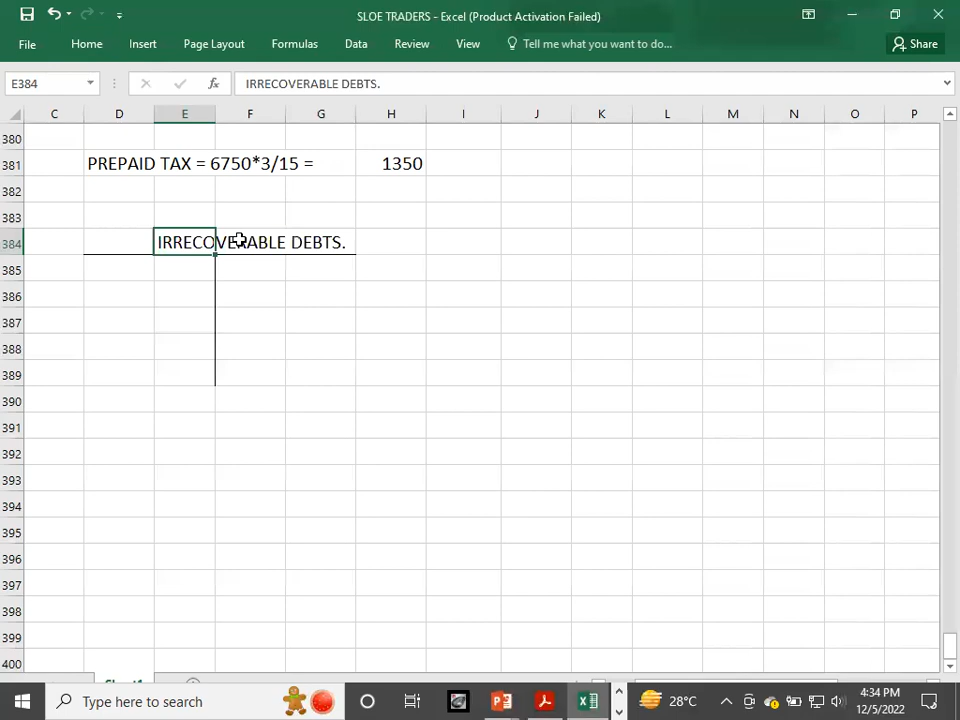 SLOE TRADERS - Excel (Product Activation Failed)
File Home Insert Page Layout Formulas Data Review View Tell me what you want to do... Share
E384 fx IRRECOVERABLE DEBTS.
C D E F G H I J K L M N O P
380
381 PREPAID TAX = 6750*3/15 = 1350
382
383
384 IRRECOVERABLE DEBTS.
385
386
387
388
389
390
391
392
393
394
395
396
397
398
399
400
Sheet1
Type here to search 28°C 4:34 PM
12/5/2022